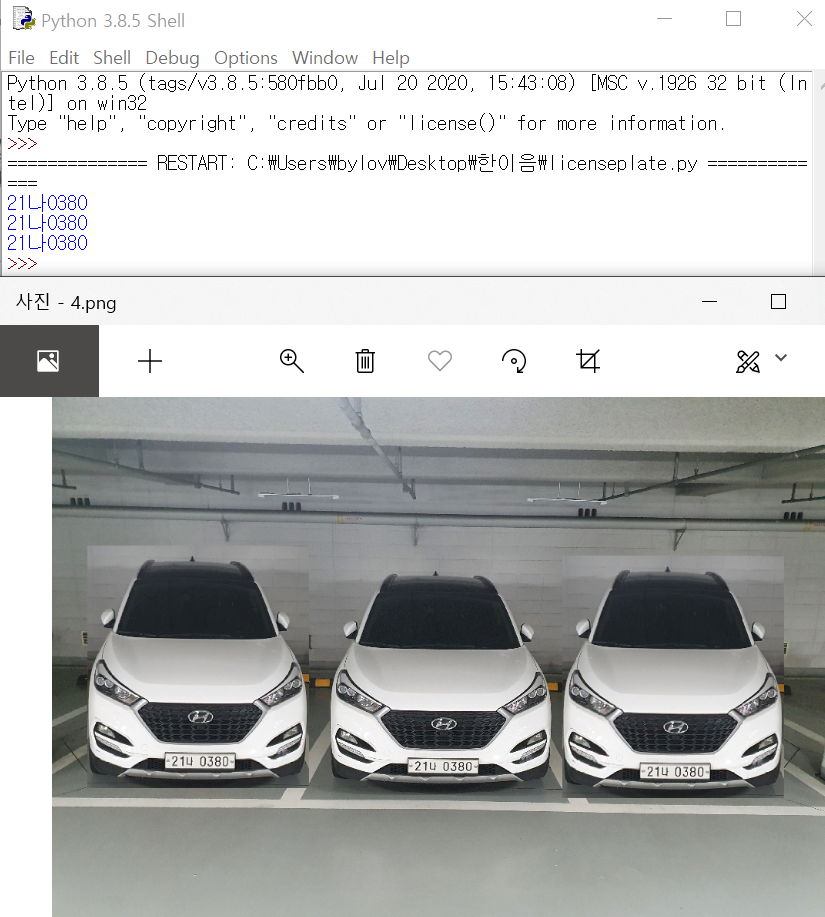 Python 3.8.5 Shell
File Edit Shell Debug Options Window Help
Python 3.8.5 (tags/v3.8.5:580fbb0, Jul 20 2020, 15:43:08) [MSC v.1926 32 bit (In
tel)] on win32
Type "help", "copyright", "credits" or "license()" for more information.
>>>
============== RESTART: C:₩Users₩bylov₩Desktop₩한이음₩licenseplate.py ==========
===
21나0380
21나0380
21나0380
>>>
사진 - 4.png
21나 0380
21나 0380
21나 0380